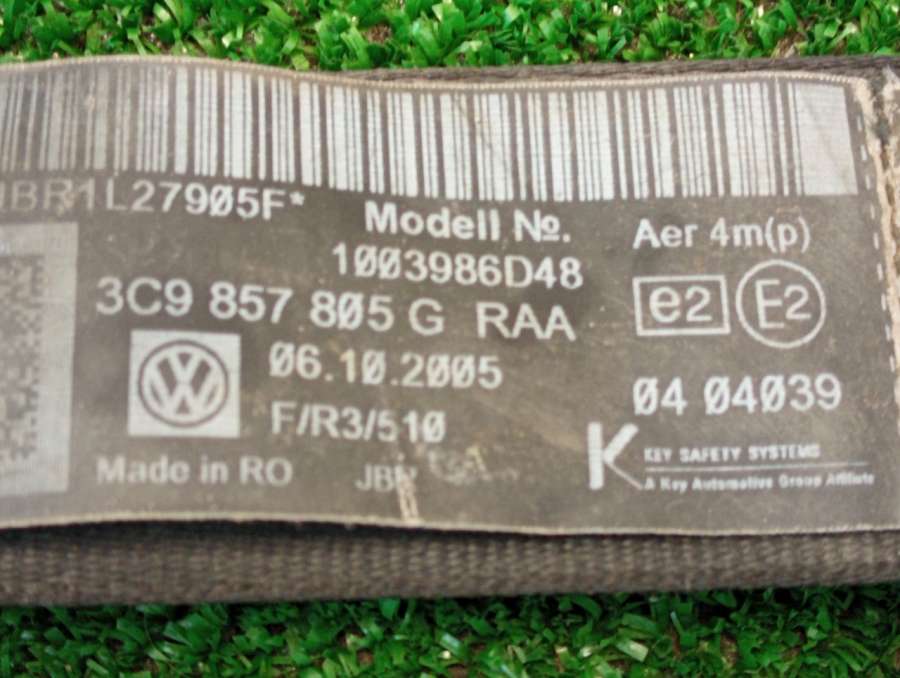 JBR1L27905F*
Modell No.
Aer 4m(p)
1003986D48
3C9 857 805 G RAA
e2
E2
06.10.2005
04 04039
F/R3/510
K
KEY SAFETY SYSTEMS
A Key Automotive Group Affiliate
Made in RO